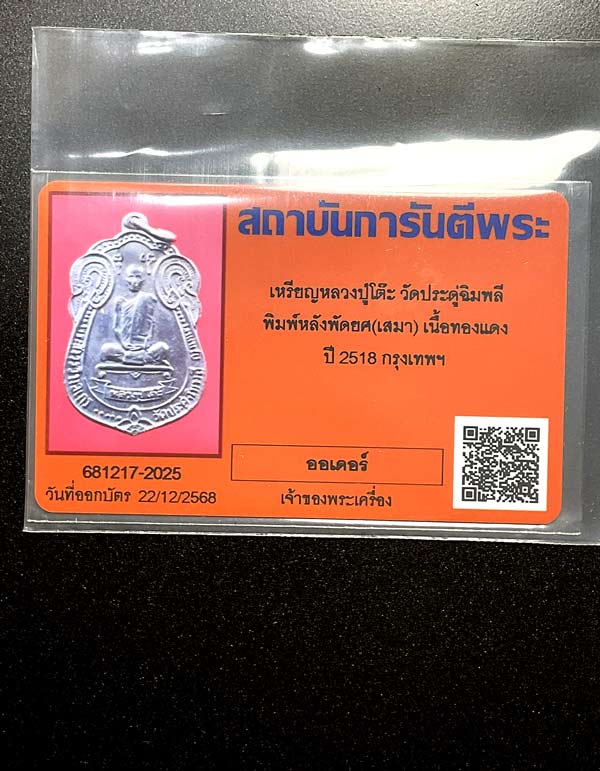 สถาบันการันตีพระ
เหรียญหลวงปู่โต๊ะ วัดประดู่ฉิมพลี
พิมพ์หลังพัดยศ(เสมา) เนื้อทองแดง
ปี 2518 กรุงเทพฯ
ออเดอร์
เจ้าของพระเครื่อง
681217-2025
วันที่ออกบัตร 22/12/2568